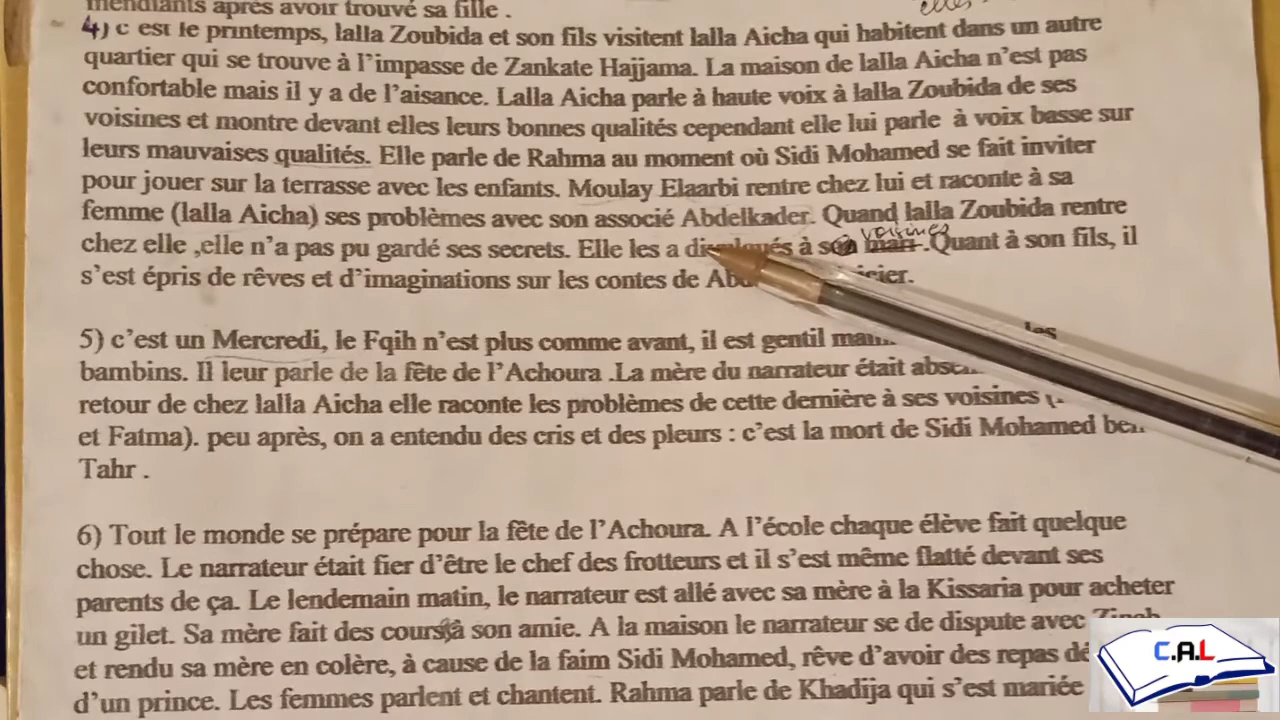 mendiants après avoir trouvé sa fille .
elles
4) c est le printemps, lalla Zoubida et son fils visitent lalla Aicha qui habitent dans un autre
quartier qui se trouve à l'impasse de Zankate Hajjama. La maison de lalla Aicha n'est pas
confortable mais il y a de l'aisance. Lalla Aicha parle à haute voix à lalla Zoubida de ses
voisines et montre devant elles leurs bonnes qualités cependant elle lui parle à voix basse sur
leurs mauvaises qualités. Elle parle de Rahma au moment où Sidi Mohamed se fait inviter
pour jouer sur la terrasse avec les enfants. Moulay Elaarbi rentre chez lui et raconte à sa
femme (lalla Aicha) ses problèmes avec son associé Abdelkader. Quand lalla Zoubida rentre
voisines
chez elle ,elle n'a pas pu gardé ses secrets. Elle les a à mari .Quant à son fils, il
s'est épris de rêves et d'imaginations sur les contes de
5) c'est un Mercredi, le Fqih n'est plus comme avant, il est gentil les
bambins. Il leur parle de la fête de l'Achoura .La mère du narrateur était
retour de chez lalla Aicha elle raconte les problèmes de cette dernière à ses voisines
et Fatma). peu après, on a entendu des cris et des pleurs : c'est la mort de Sidi Mohamed
Tahr .
6) Tout le monde se prépare pour la fête de l'Achoura. A l'école chaque élève fait quelque
chose. Le narrateur était fier d'être le chef des frotteurs et il s'est même flatté devant ses
parents de ça. Le lendemain matin, le narrateur est allé avec sa mère à la Kissaria pour acheter
un gilet. Sa mère fait des cours à son amie. A la maison le narrateur se de dispute avec Zineb
et rendu sa mère en colère, à cause de la faim Sidi Mohamed, rêve d'avoir des repas
d'un prince. Les femmes parlent et chantent. Rahma parle de Khadija qui s'est mariée
C.A.L